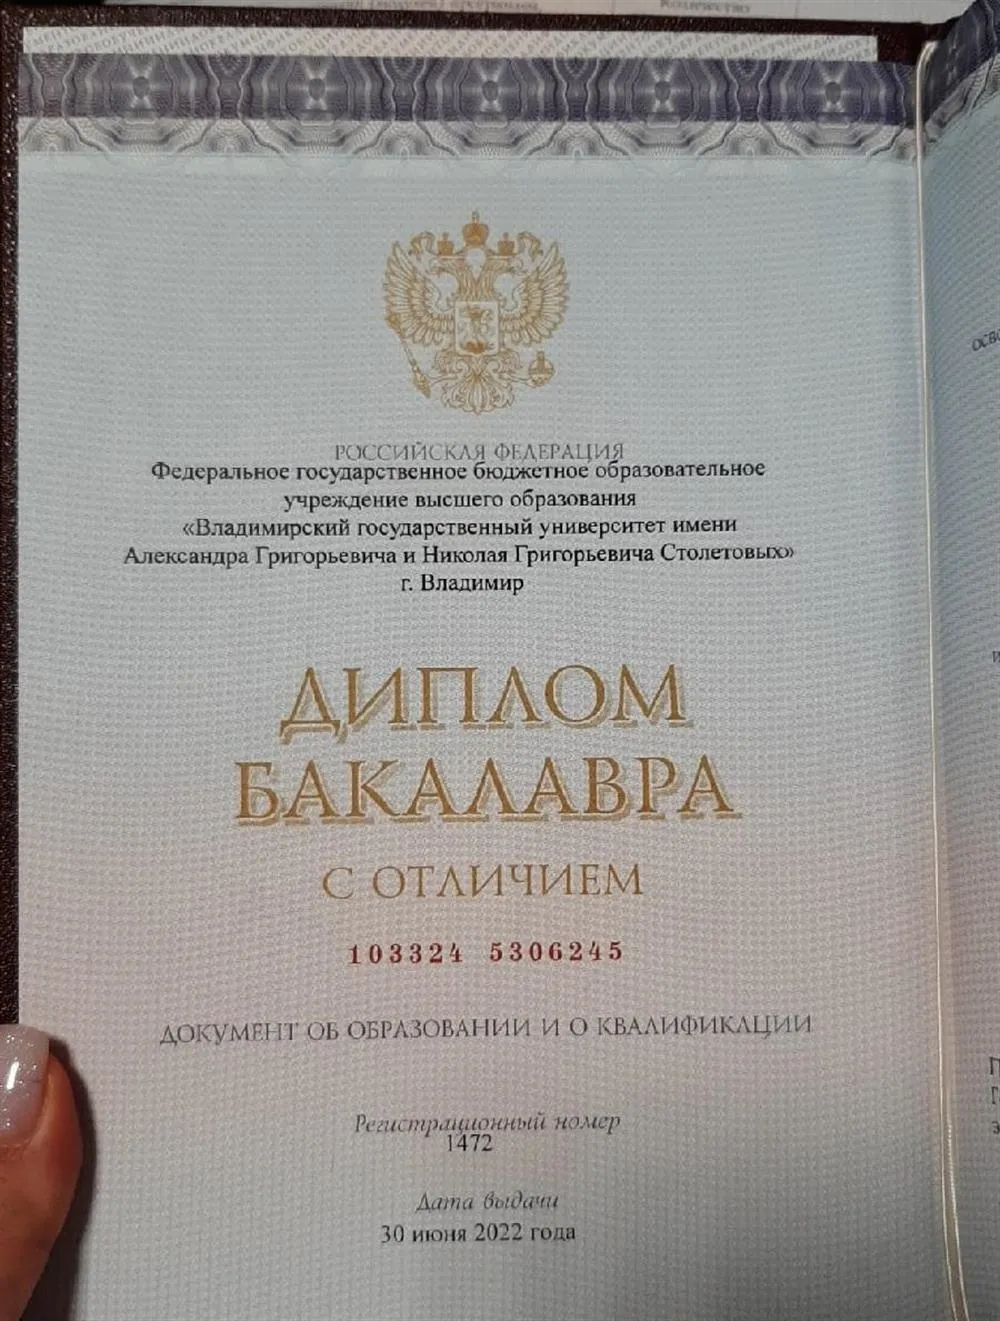 РОССИЙСКАЯ ФЕДЕРАЦИЯ
Федеральное государственное бюджетное образовательное
учреждение высшего образования
«Владимирский государственный университет имени
Александра Григорьевича и Николая Григорьевича Столетовых»
г. Владимир
ДИПЛОМ
БАКАЛАВРА
С ОТЛИЧИЕМ
103324 5306245
ДОКУМЕНТ ОБ ОБРАЗОВАНИИ И О КВАЛИФИКАЦИИ
Регистрационный номер
1472
Дата выдачи
30 июня 2022 года